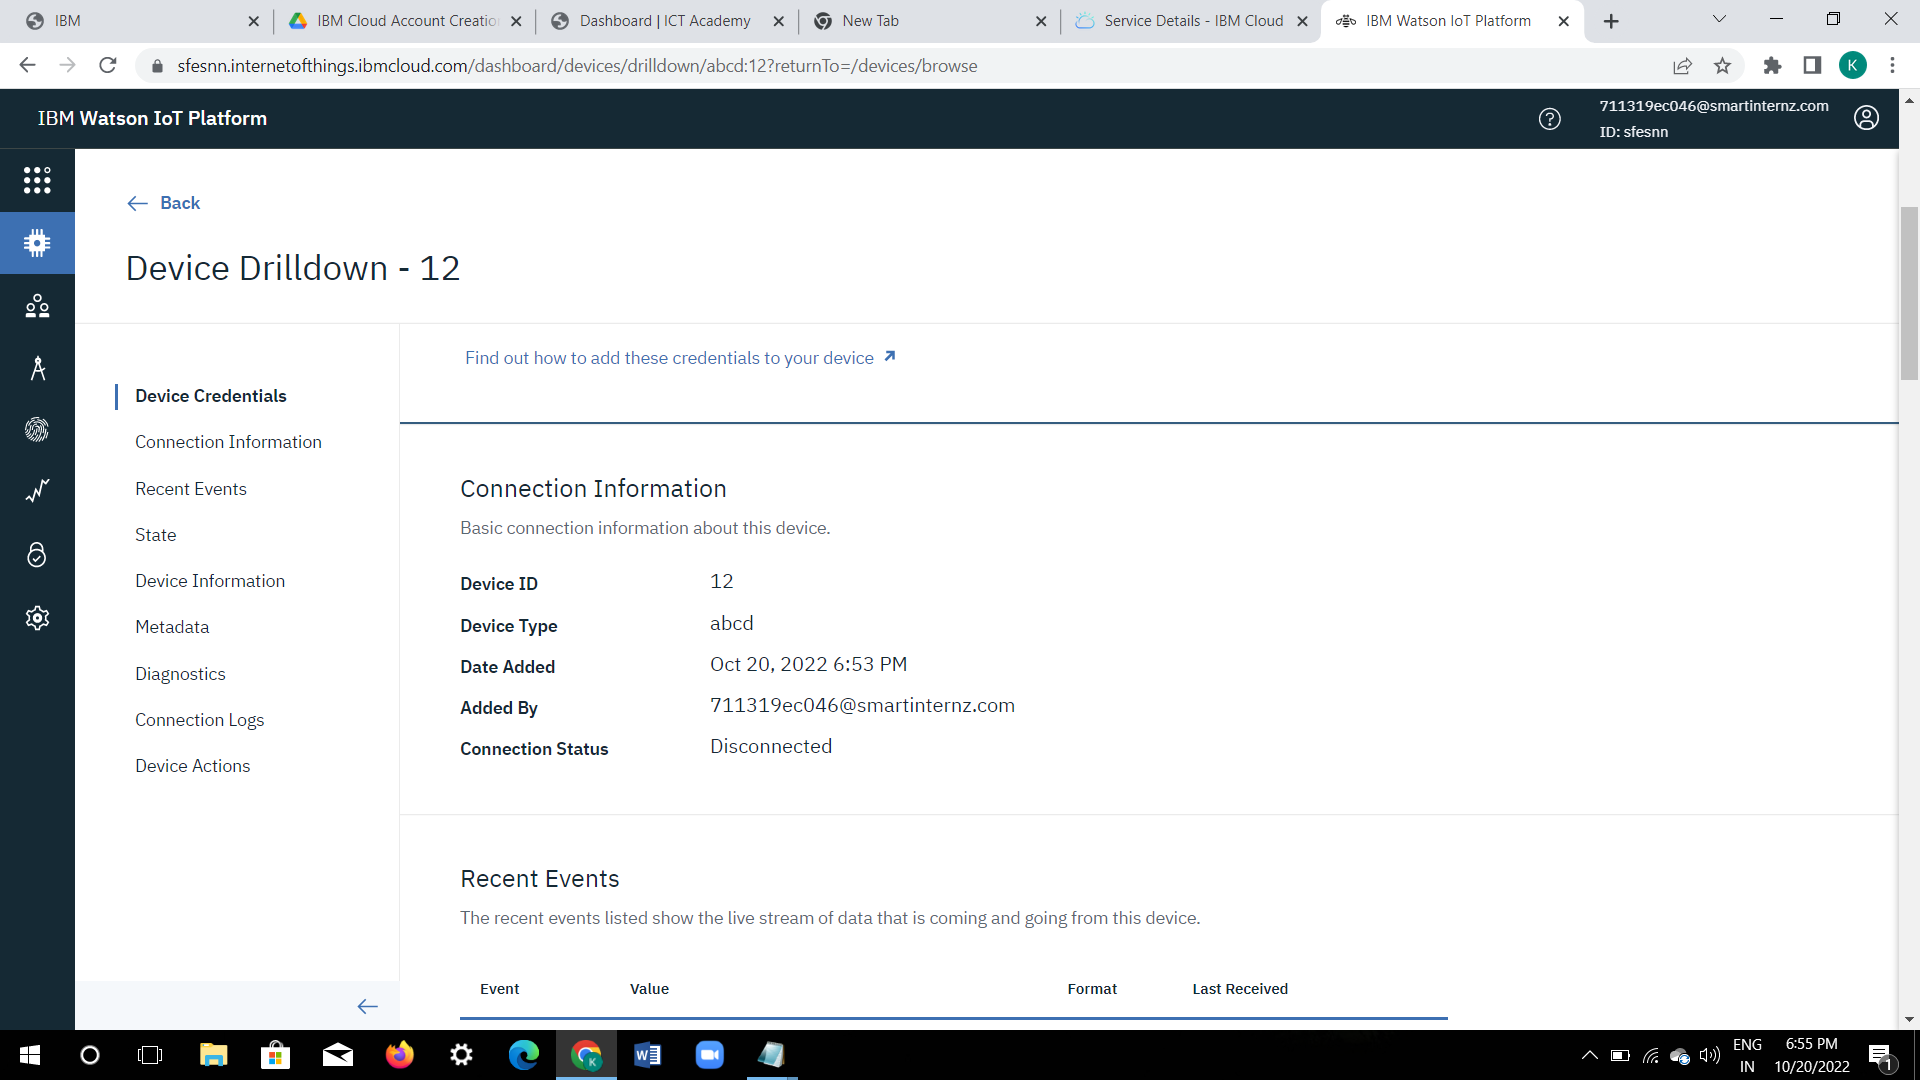 IBM
IBM Cloud Account Creation
Dashboard | ICT Academy
New Tab
Service Details - IBM Cloud
IBM Watson IoT Platform
sfesnn.internetofthings.ibmcloud.com/dashboard/devices/drilldown/abcd:12?returnTo=/devices/browse
K
IBM Watson IoT Platform
711319ec046@smartinternz.com
ID: sfesnn
Back
Device Drilldown - 12
Find out how to add these credentials to your device
Device Credentials
Connection Information
Recent Events
State
Device Information
Metadata
Diagnostics
Connection Logs
Device Actions
Connection Information
Basic connection information about this device.
Device ID 12
Device Type abcd
Date Added Oct 20, 2022 6:53 PM
Added By 711319ec046@smartinternz.com
Connection Status Disconnected
Recent Events
The recent events listed show the live stream of data that is coming and going from this device.
Event Value Format Last Received
ENG
IN
6:55 PM
10/20/2022
1